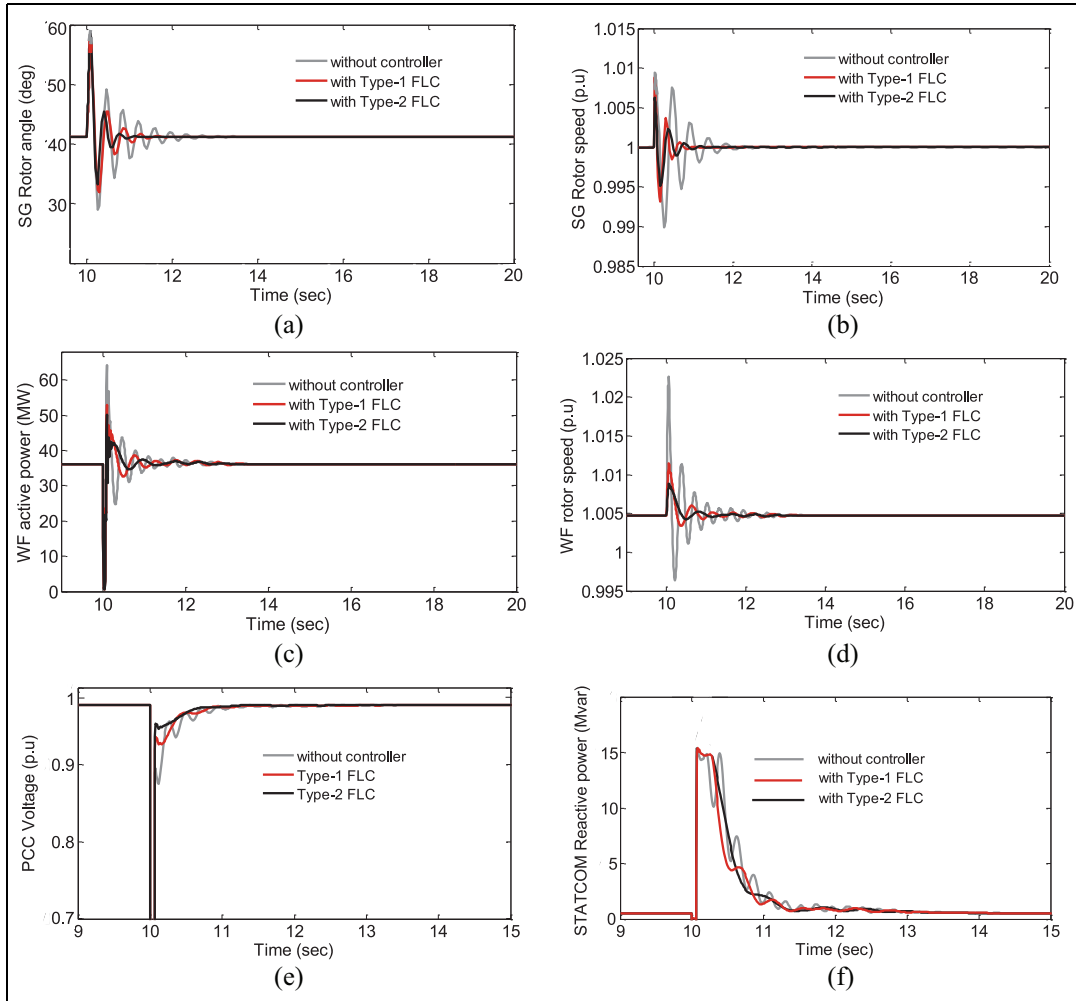 60
50
40
30
SG Rotor angle (deg)
without controller
with Type-1 FLC
with Type-2 FLC
10 12 14 16 18 20
Time (sec)
(a)
1.015
1.01
1.005
1
0.995
0.99
0.985
SG Rotor speed (p.u)
without controller
with Type-1 FLC
with Type-2 FLC
10 12 14 16 18 20
Time (sec)
(b)
60
50
40
30
20
10
0
WF active power (MW)
without controller
with Type-1 FLC
with Type-2 FLC
10 12 14 16 18 20
Time (sec)
(c)
1.025
1.02
1.015
1.01
1.005
1
0.995
WF rotor speed (p.u)
without controller
with Type-1 FLC
with Type-2 FLC
10 12 14 16 18 20
Time (sec)
(d)
1
0.9
0.8
0.7
PCC Voltage (p.u)
without controller
Type-1 FLC
Type-2 FLC
9 10 11 12 13 14 15
Time (sec)
(e)
15
10
5
0
STATCOM Reactive power (Mvar)
without controller
with Type-1 FLC
with Type-2 FLC
9 10 11 12 13 14 15
Time (sec)
(f)